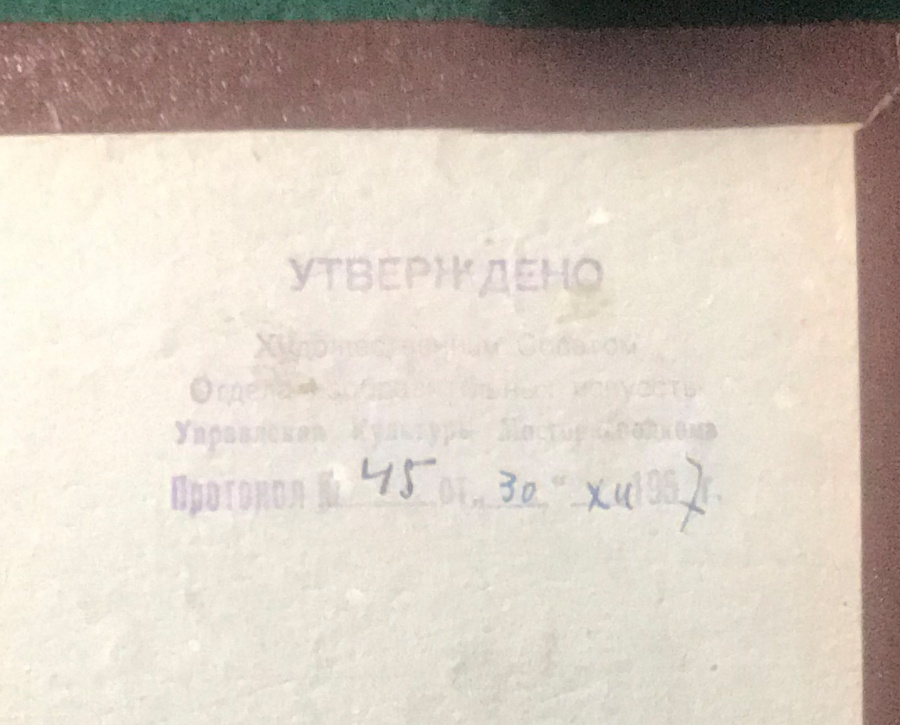 УТВЕРЖДЕНО
Художественным Советом
Отдела изобразительных искусств
Управления Культуры Мосгорисполкома
Протокол № 45 от „30“ XII 1957 г.